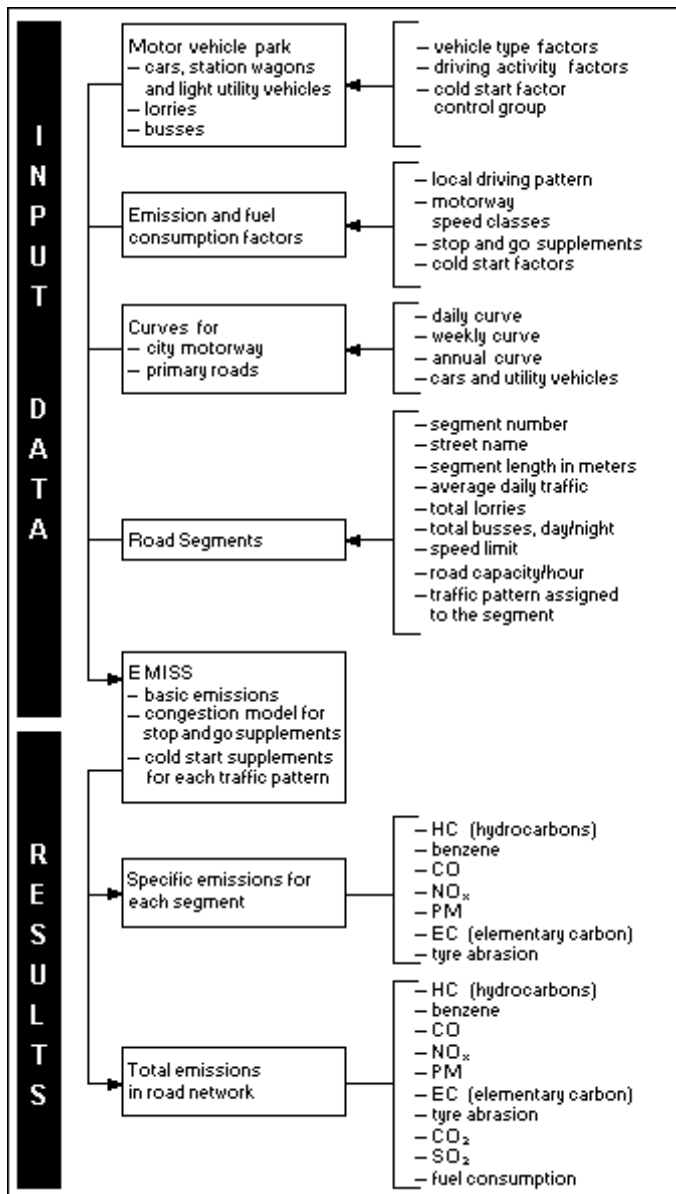 INPUT DATA
Motor vehicle park
– cars, station wagons
and light utility vehicles
– lorries
– busses
– vehicle type factors
– driving activity factors
– cold start factor
control group
Emission and fuel
consumption factors
– local driving pattern
– motorway
speed classes
– stop and go supplements
– cold start factors
Curves for
– city motorway
– primary roads
– daily curve
– weekly curve
– annual curve
– cars and utility vehicles
Road Segments
– segment number
– street name
– segment length in meters
– average daily traffic
– total lorries
– total busses, day/night
– speed limit
– road capacity/hour
– traffic pattern assigned
to the segment
EMISS
– basic emissions
– congestion model for
stop and go supplements
– cold start supplements
for each traffic pattern
RESULTS
Specific emissions for
each segment
– HC (hydrocarbons)
– benzene
– CO
– NOₓ
– PM
– EC (elementary carbon)
– tyre abrasion
Total emissions
in road network
– HC (hydrocarbons)
– benzene
– CO
– NOₓ
– PM
– EC (elementary carbon)
– tyre abrasion
– CO₂
– SO₂
– fuel consumption